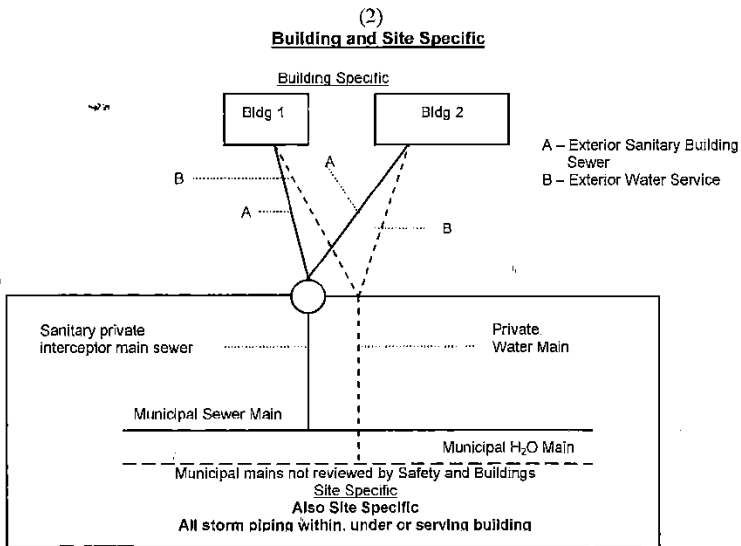 (2)
Building and Site Specific
Building Specific
Bldg 1
Bldg 2
A – Exterior Sanitary Building
Sewer
B – Exterior Water Service
A
B
A
B
Sanitary private
interceptor main sewer
Private
Water Main
Municipal Sewer Main
Municipal H₂O Main
Municipal mains not reviewed by Safety and Buildings
Site Specific
Also Site Specific
All storm piping within, under or serving building